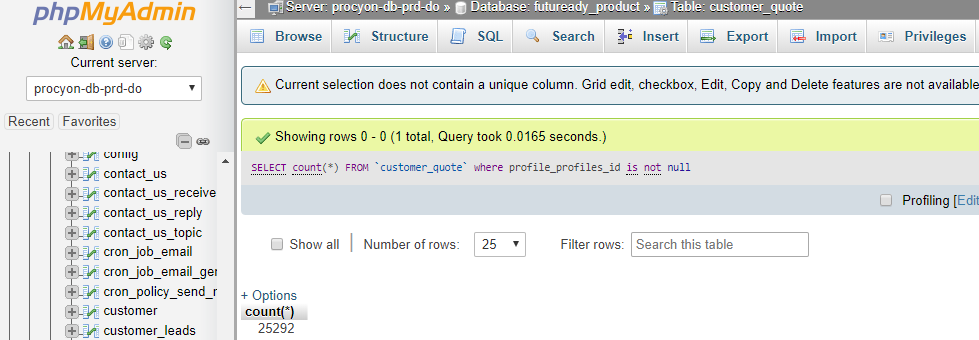 phpMyAdmin
Current server:
procyon-db-prd-do
Recent Favorites
config
contact_us
contact_us_receive
contact_us_reply
contact_us_topic
cron_job_email
cron_job_email_ger
cron_policy_send_r
customer
customer_leads
Server: procyon-db-prd-do » Database: futuready_product » Table: customer_quote
Browse Structure SQL Search Insert Export Import Privileges
Current selection does not contain a unique column. Grid edit, checkbox, Edit, Copy and Delete features are not available
Showing rows 0 - 0 (1 total, Query took 0.0165 seconds.)
SELECT count(*) FROM `customer_quote` where profile_profiles_id is not null
Profiling [Edit
Show all | Number of rows: 25 Filter rows: Search this table
+ Options
count(*)
25292